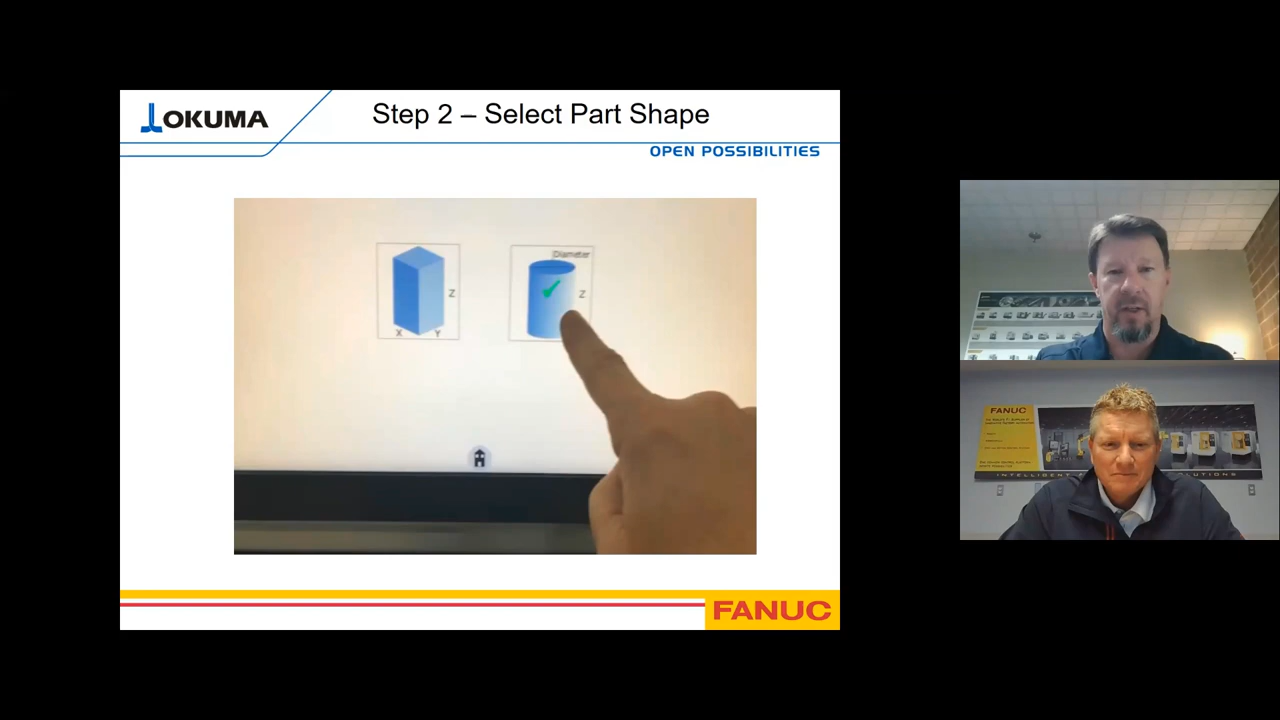 OKUMA
Step 2 – Select Part Shape
OPEN POSSIBILITIES
Diameter
Z
Z
X
Y
FANUC
FANUC